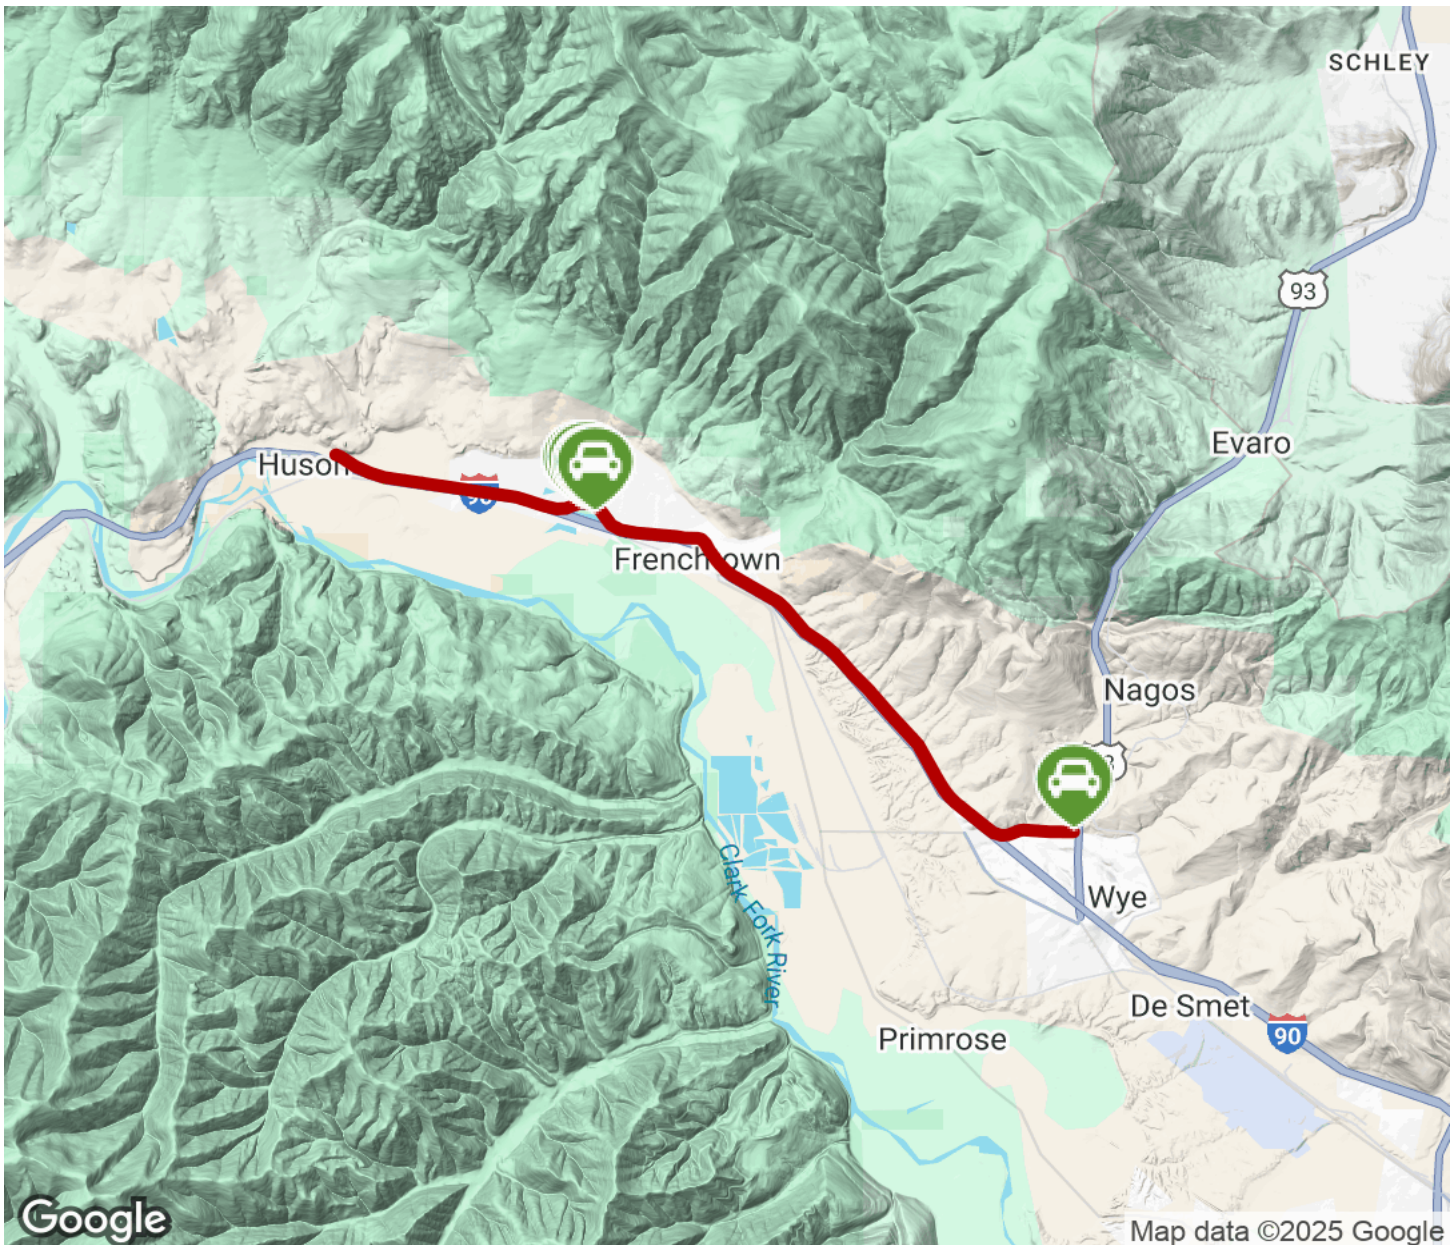 SCHLEY
93
Evaro
Huson
Frenchtown
Nagos
Wye
Clark Fork River
De Smet
90
Primrose
Google
Map data ©2025 Google